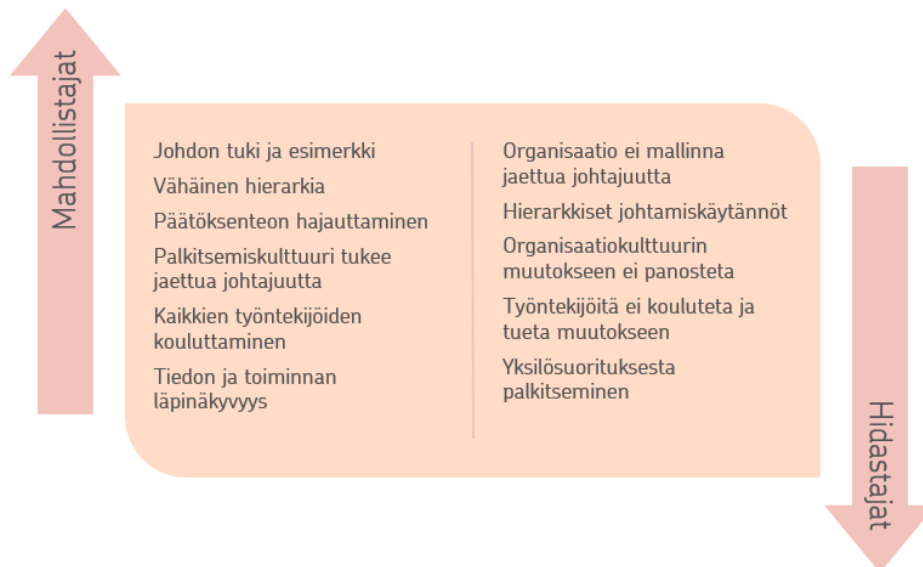 Mahdollistajat
Johdon tuki ja esimerkki
Vähäinen hierarkia
Päätöksenteon hajauttaminen
Palkitsemiskulttuuri tukee
jaettua johtajuutta
Kaikkien työntekijöiden
kouluttaminen
Tiedon ja toiminnan
läpinäkyvyys
Organisaatio ei mallinna
jaettua johtajuutta
Hierarkkiset johtamiskäytännöt
Organisaatiokulttuurin
muutokseen ei panosteta
Työntekijöitä ei kouluteta ja
tueta muutokseen
Yksilösuorituksesta
palkitseminen
Hidastajat